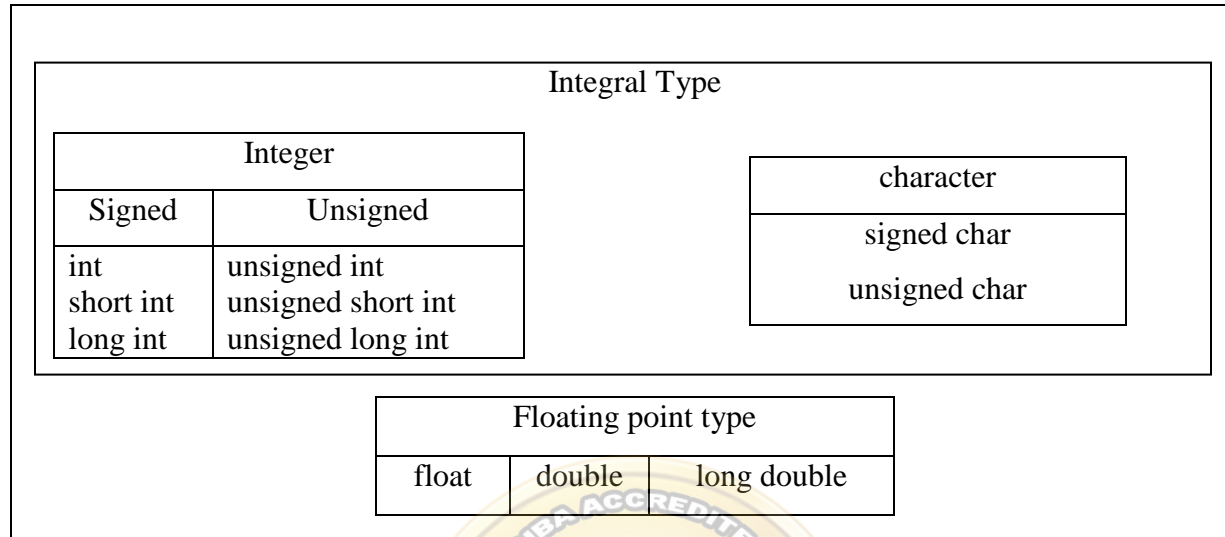 Integral Type
Integer
Signed Unsigned
int unsigned int
short int unsigned short int
long int unsigned long int
character
signed char
unsigned char
Floating point type
float double long double
ACCREDITE